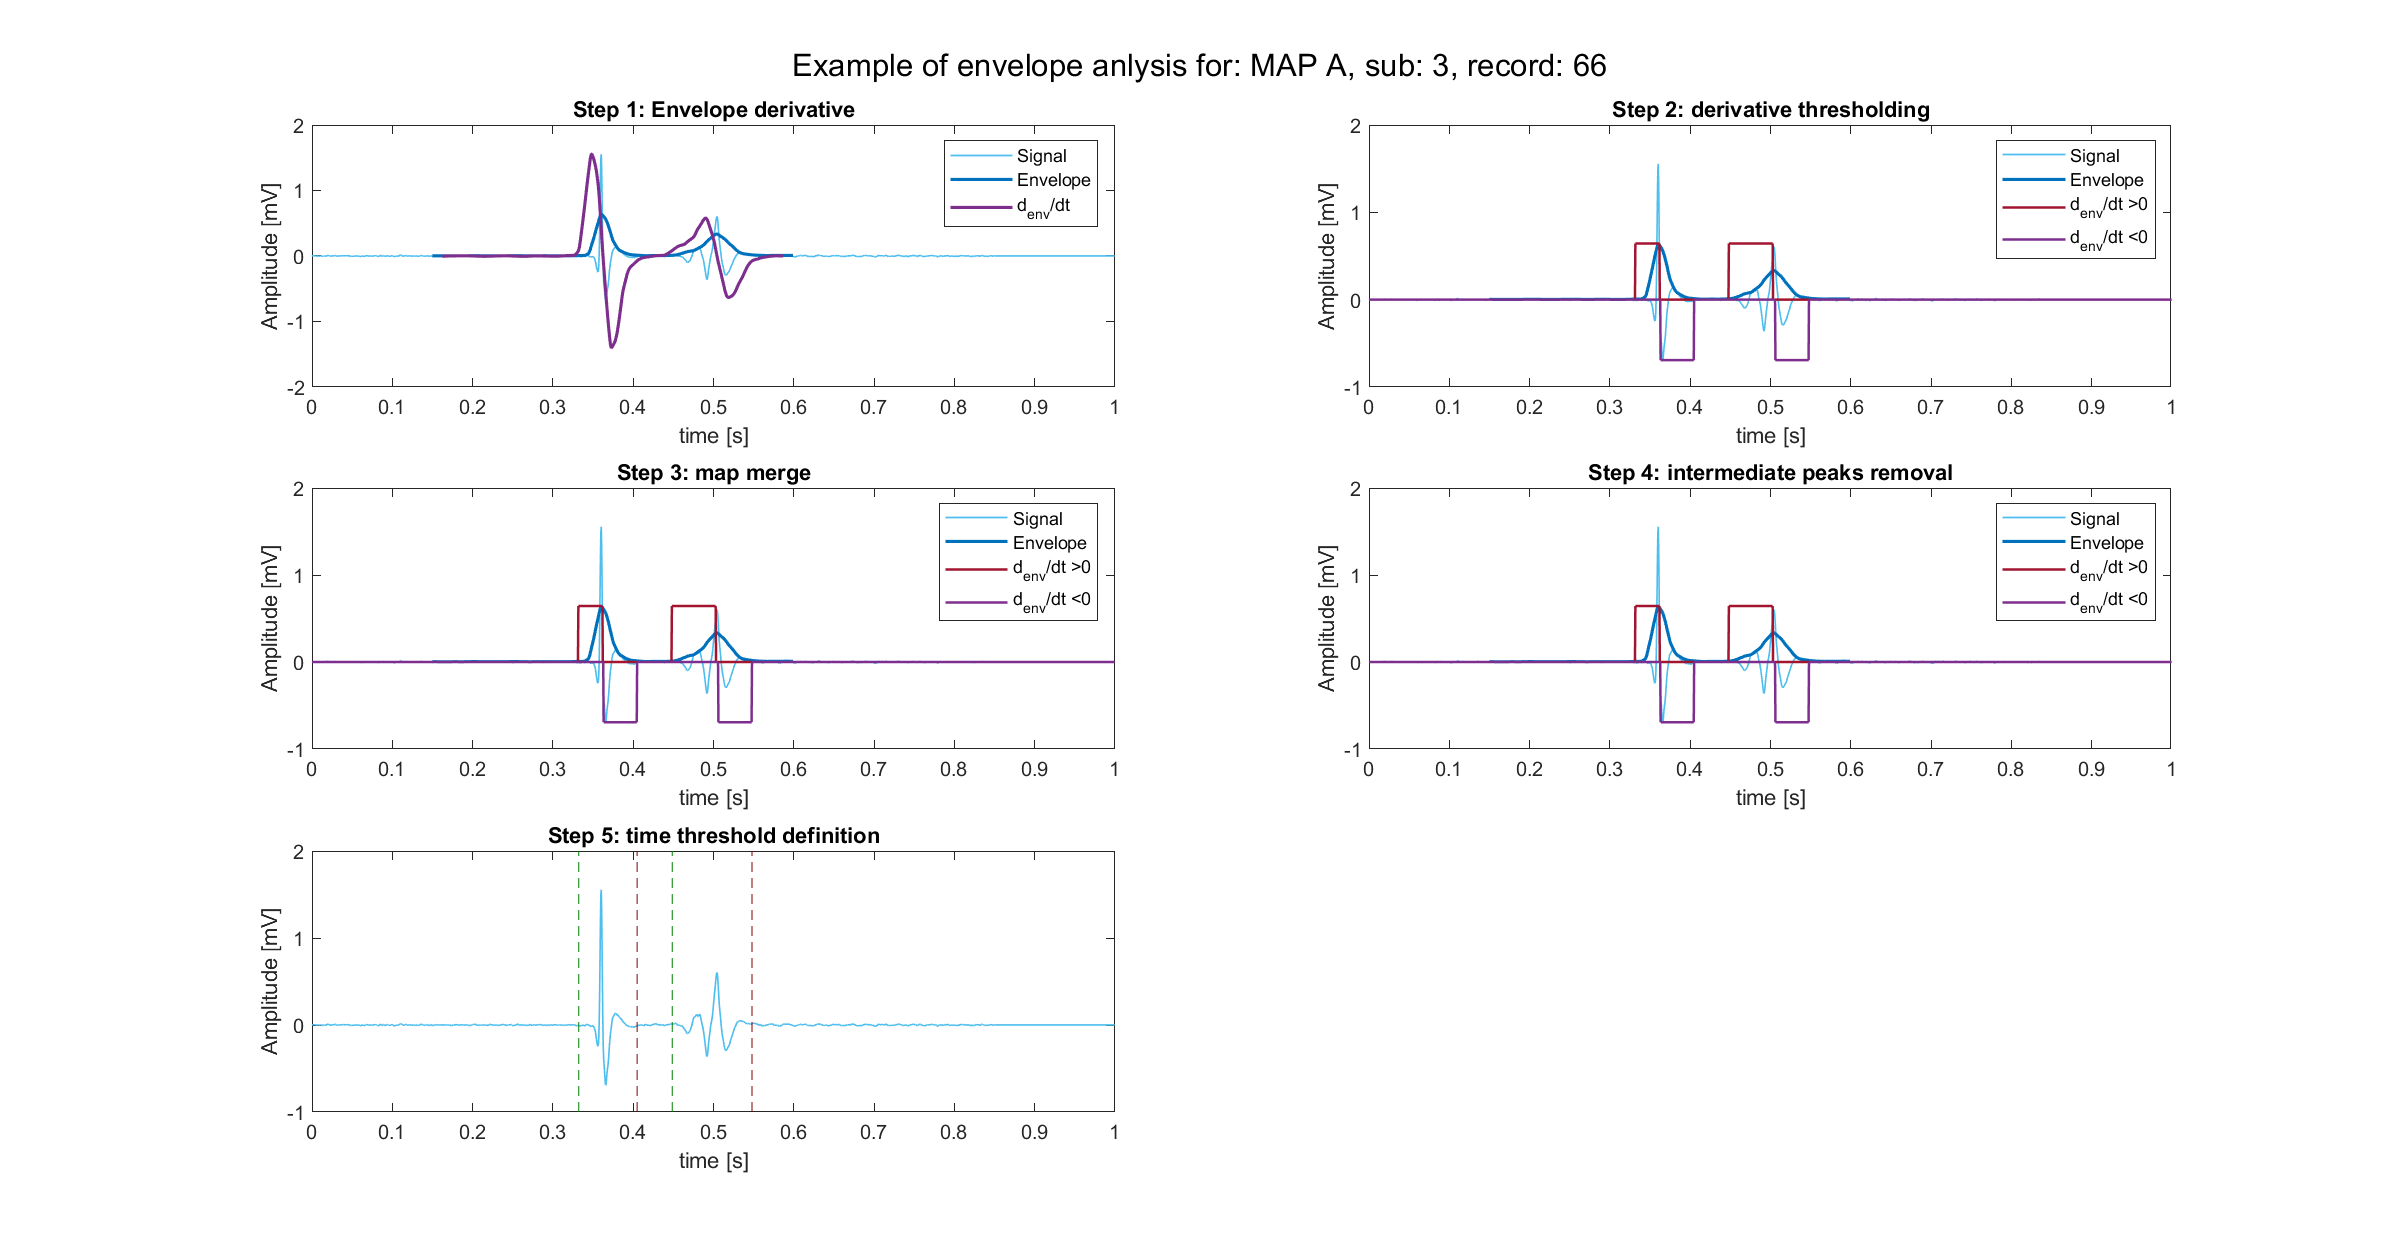 Example of envelope anlysis for: MAP A, sub: 3, record: 66
Step 1: Envelope derivative
2
1
0
-1
-2
Amplitude [mV]
Signal
Envelope
d_env/dt
0 0.1 0.2 0.3 0.4 0.5 0.6 0.7 0.8 0.9 1
time [s]
Step 2: derivative thresholding
2
1
0
-1
Amplitude [mV]
Signal
Envelope
d_env/dt >0
d_env/dt <0
0 0.1 0.2 0.3 0.4 0.5 0.6 0.7 0.8 0.9 1
time [s]
Step 3: map merge
2
1
0
-1
Amplitude [mV]
Signal
Envelope
d_env/dt >0
d_env/dt <0
0 0.1 0.2 0.3 0.4 0.5 0.6 0.7 0.8 0.9 1
time [s]
Step 4: intermediate peaks removal
2
1
0
-1
Amplitude [mV]
Signal
Envelope
d_env/dt >0
d_env/dt <0
0 0.1 0.2 0.3 0.4 0.5 0.6 0.7 0.8 0.9 1
time [s]
Step 5: time threshold definition
2
1
0
-1
Amplitude [mV]
0 0.1 0.2 0.3 0.4 0.5 0.6 0.7 0.8 0.9 1
time [s]